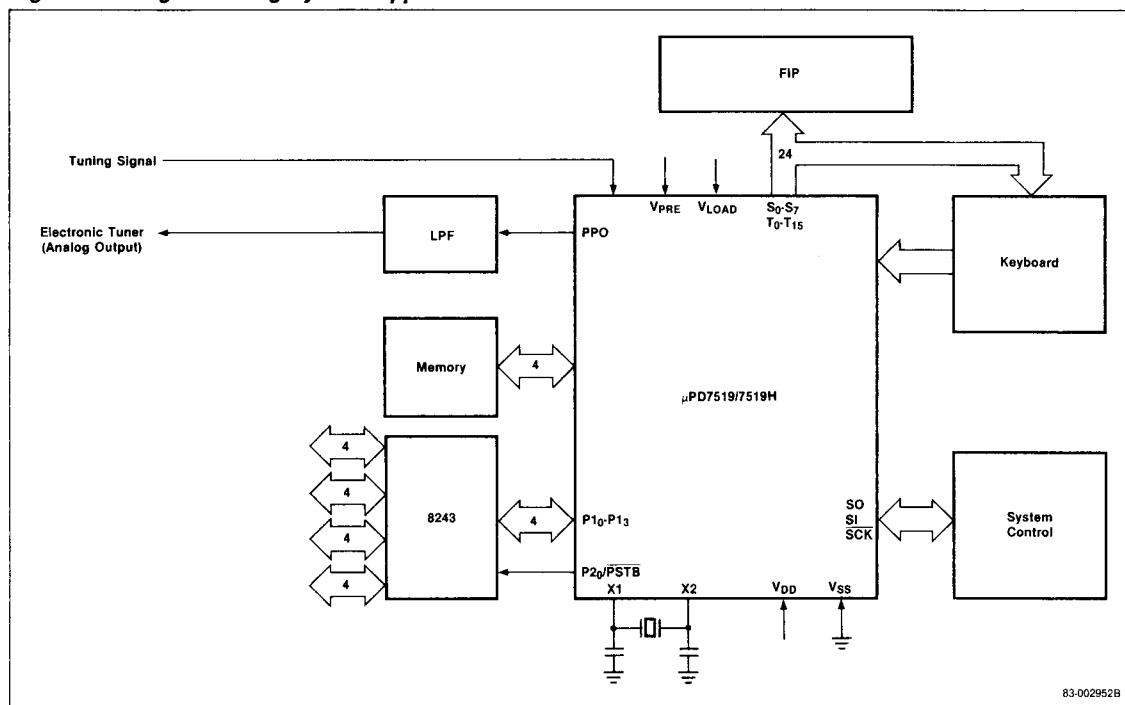 FIP
24
Tuning Signal
VPRE
VLOAD
S0-S7
T0-T15
Electronic Tuner
(Analog Output)
LPF
PPO
Keyboard
Memory
4
μPD7519/7519H
4
4
4
4
8243
4
P10-P13
P20/PSTB
SO
SI
SCK
System
Control
X1
X2
VDD
VSS
83-002952B